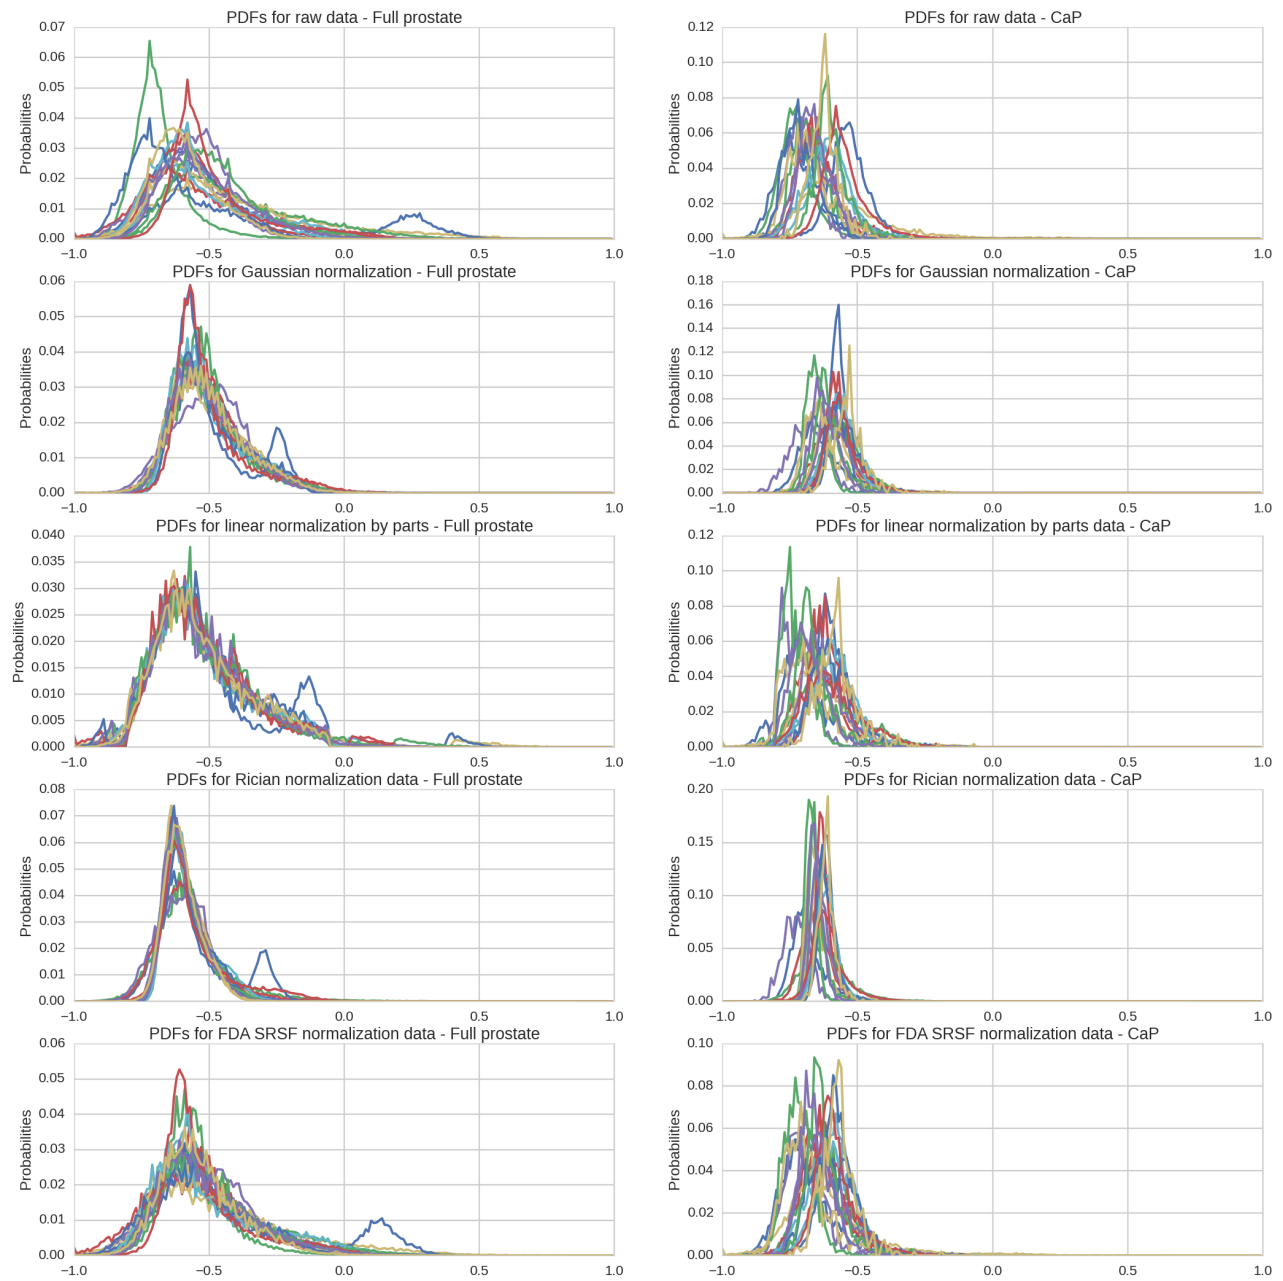 PDFs for raw data - Full prostate
0.07
0.06
0.05
0.04
0.03
0.02
0.01
0.00
Probabilities
−1.0 −0.5 0.0 0.5 1.0
PDFs for raw data - CaP
0.12
0.10
0.08
0.06
0.04
0.02
0.00
Probabilities
−1.0 −0.5 0.0 0.5 1.0
PDFs for Gaussian normalization - Full prostate
0.06
0.05
0.04
0.03
0.02
0.01
0.00
Probabilities
−1.0 −0.5 0.0 0.5 1.0
PDFs for Gaussian normalization - CaP
0.18
0.16
0.14
0.12
0.10
0.08
0.06
0.04
0.02
0.00
Probabilities
−1.0 −0.5 0.0 0.5 1.0
PDFs for linear normalization by parts - Full prostate
0.040
0.035
0.030
0.025
0.020
0.015
0.010
0.005
0.000
Probabilities
−1.0 −0.5 0.0 0.5 1.0
PDFs for linear normalization by parts data - CaP
0.12
0.10
0.08
0.06
0.04
0.02
0.00
Probabilities
−1.0 −0.5 0.0 0.5 1.0
PDFs for Rician normalization data - Full prostate
0.08
0.07
0.06
0.05
0.04
0.03
0.02
0.01
0.00
Probabilities
−1.0 −0.5 0.0 0.5 1.0
PDFs for Rician normalization data - CaP
0.20
0.15
0.10
0.05
0.00
Probabilities
−1.0 −0.5 0.0 0.5 1.0
PDFs for FDA SRSF normalization data - Full prostate
0.06
0.05
0.04
0.03
0.02
0.01
0.00
Probabilities
−1.0 −0.5 0.0 0.5 1.0
PDFs for FDA SRSF normalization data - CaP
0.10
0.08
0.06
0.04
0.02
0.00
Probabilities
−1.0 −0.5 0.0 0.5 1.0